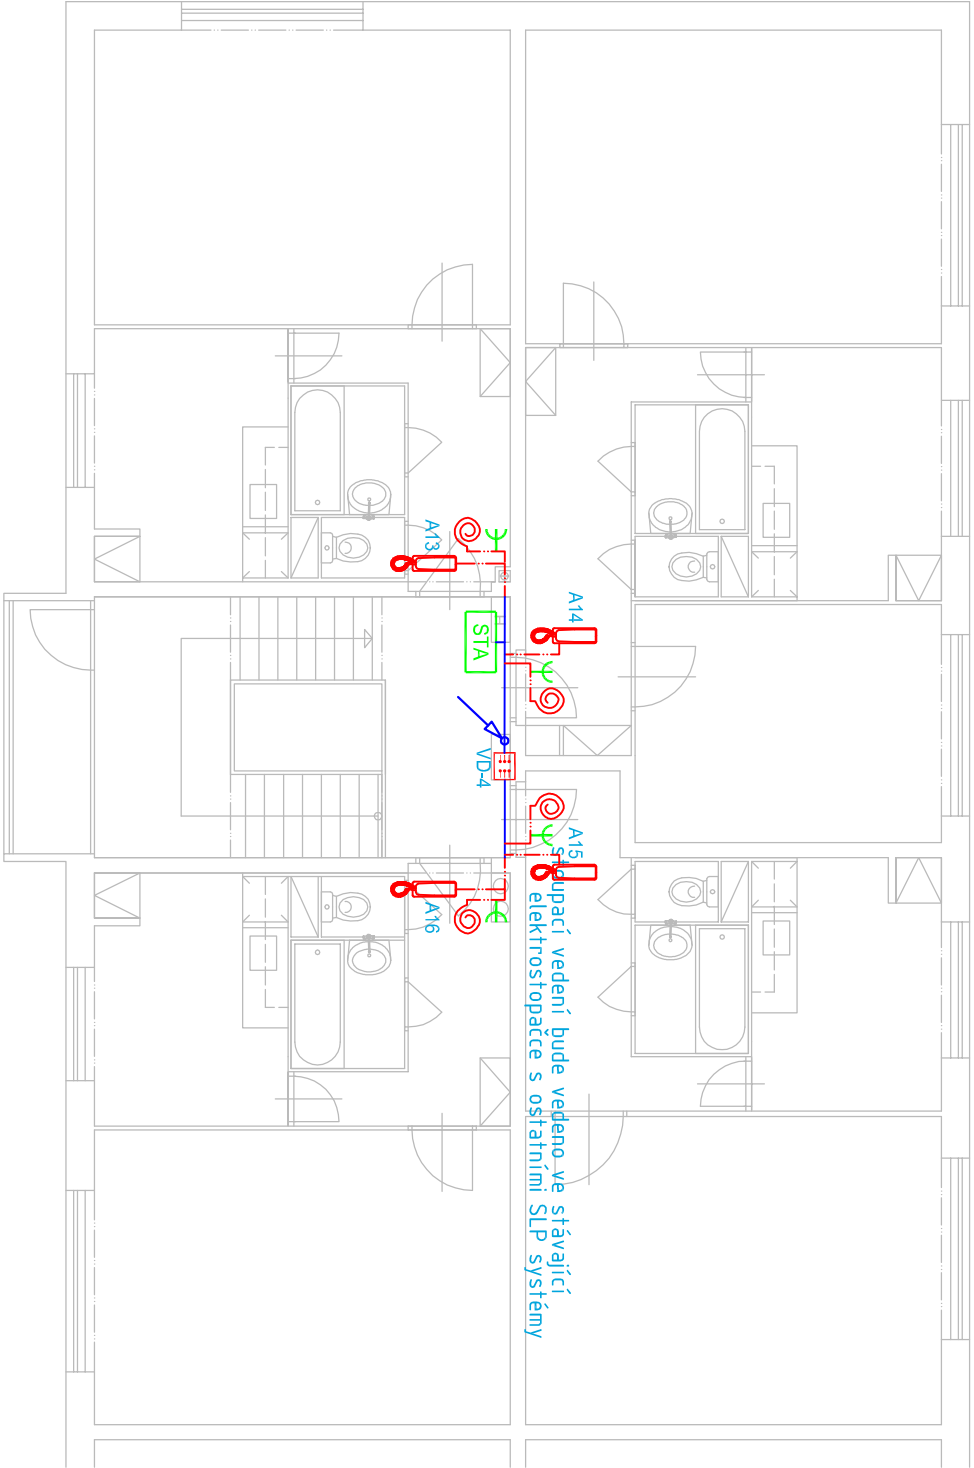 A13
A14
STA
VD-4
A15
A16
stoupací vedení bude vedeno ve stávající
elektrostopačce s ostatními SLP systémy